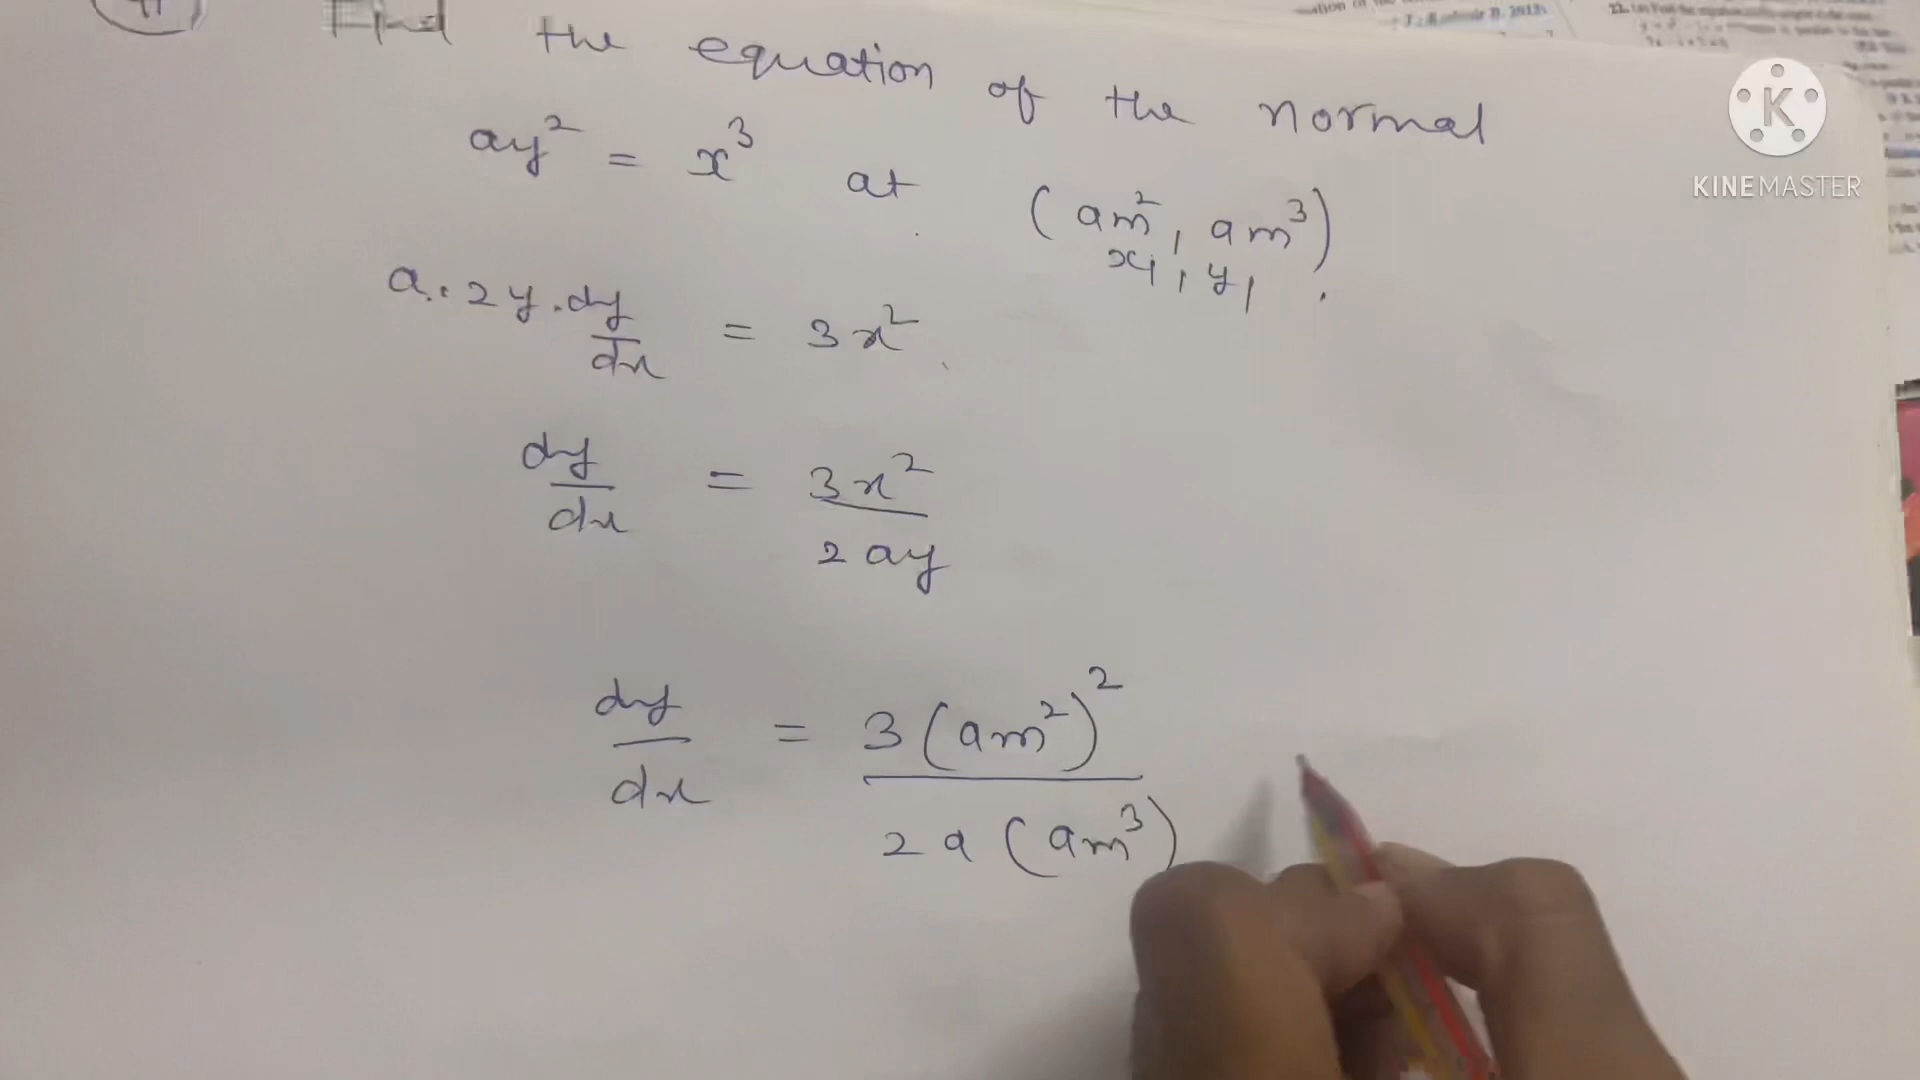 Find the equation of the normal
ay² = x³ at (am², am³)
x₁, y₁
a.2y.dy/dx = 3x²
dy/dx = 3x²/2ay
dy/dx = 3(am²)²/2a(am³)
K
KINEMASTER